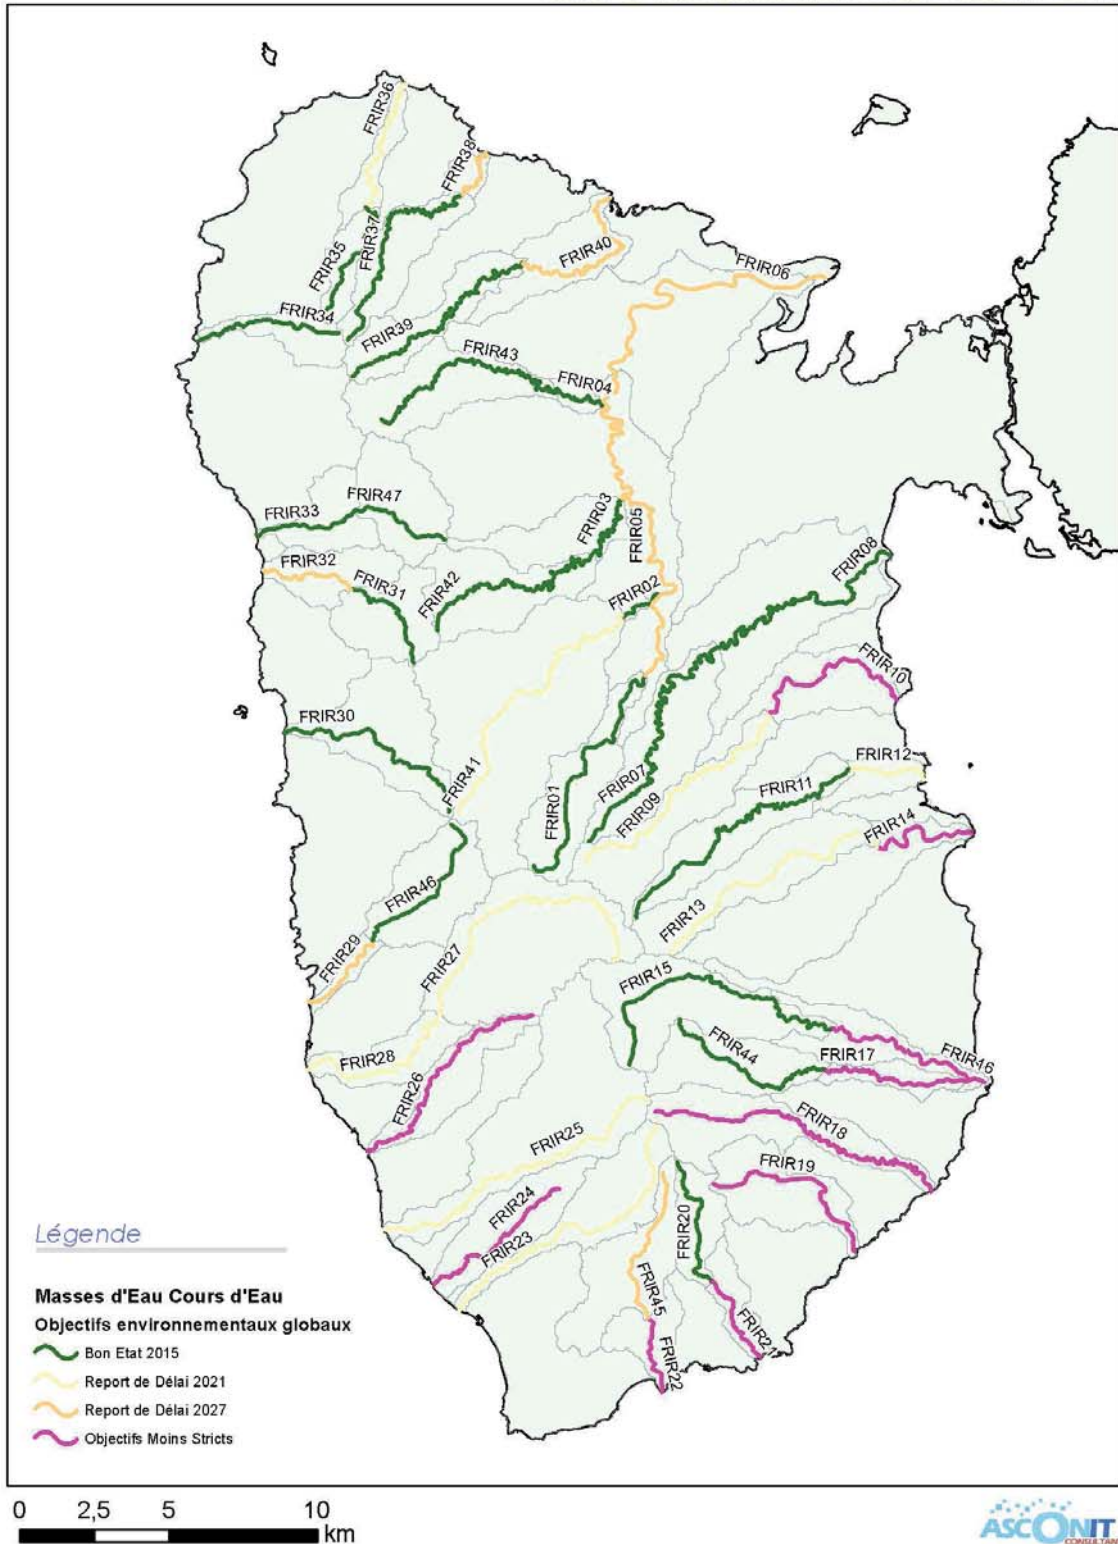 FRIR36
FRIR38
FRIR37
FRIR35
FRIR40
FRIR06
FRIR34
FRIR39
FRIR43
FRIR04
FRIR47
FRIR33
FRIR03
FRIR05
FRIR32
FRIR31
FRIR42
FRIR02
FRIR08
FRIR10
FRIR30
FRIR41
FRIR01
FRIR07
FRIR09
FRIR11
FRIR12
FRIR14
FRIR46
FRIR13
FRIR29
FRIR27
FRIR15
FRIR28
FRIR26
FRIR44
FRIR17
FRIR16
FRIR25
FRIR18
FRIR19
FRIR24
FRIR23
FRIR20
FRIR45
FRIR21
FRIR22
Légende
Masses d'Eau Cours d'Eau
Objectifs environnementaux globaux
Bon Etat 2015
Report de Délai 2021
Report de Délai 2027
Objectifs Moins Stricts
0 2,5 5 10
km
ASCONIT
CONSULTANTS